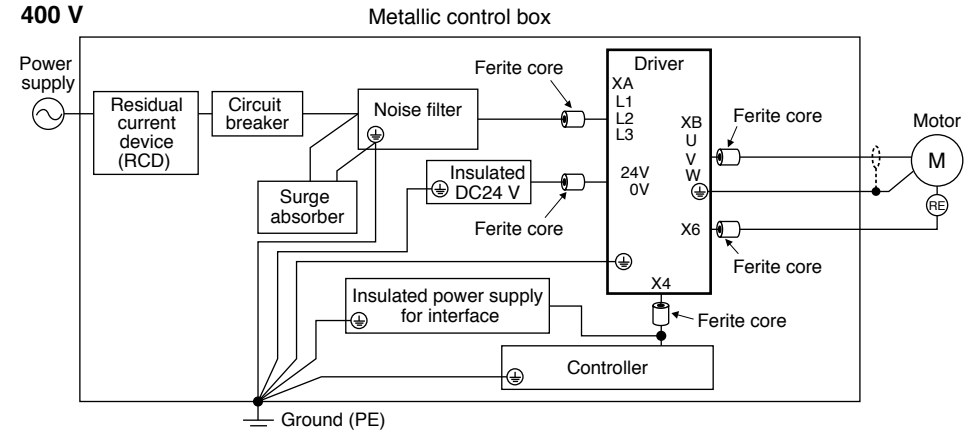 400 V
Metallic control box
Power
supply
Residual
current
device
(RCD)
Circuit
breaker
Noise filter
Surge
absorber
Ferite core
Insulated
DC24 V
Ferite core
Driver
XA
L1
L2
L3
24V
0V
XB
U
V
W
X6
X4
Ferite core
Motor
M
RE
Ferite core
Insulated power supply
for interface
Ferite core
Controller
Ground (PE)